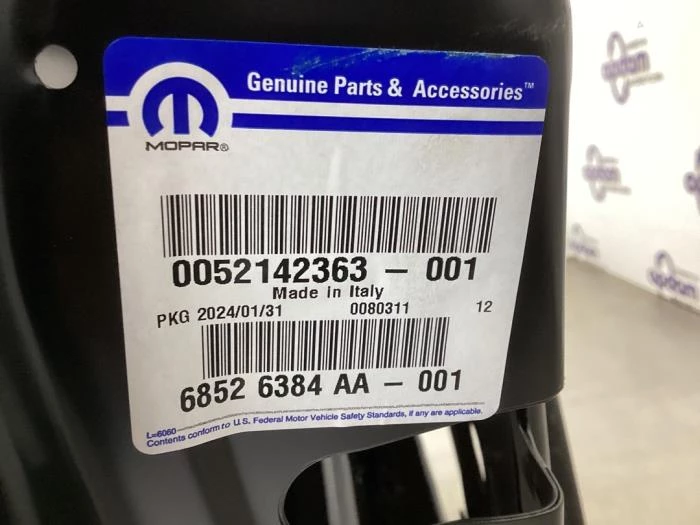 Genuine Parts & Accessories™
MOPAR®
0052142363 - 001
Made in Italy
PKG 2024/01/31 0080311 12
6852 6384 AA - 001
L=6060
Contents conform to U.S. Federal Motor Vehicle Safety Standards, if any are applicable.